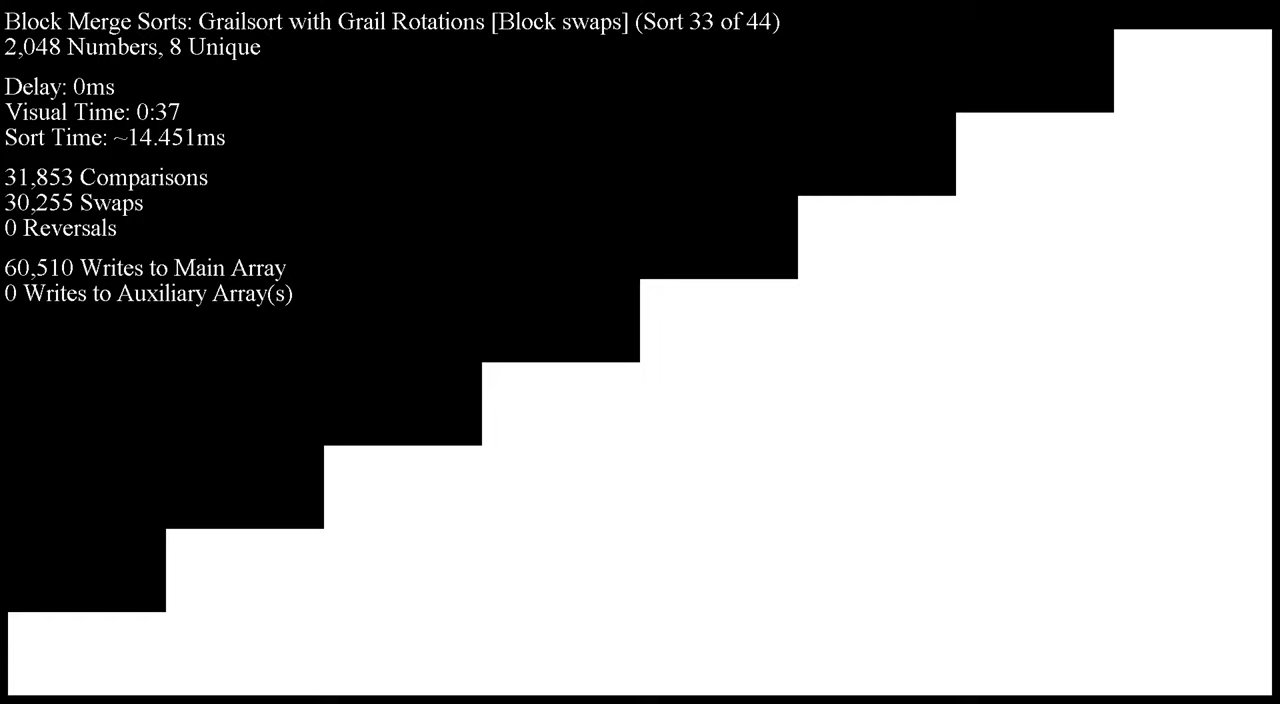 Block Merge Sorts: Grailsort with Grail Rotations [Block swaps] (Sort 33 of 44)
2,048 Numbers, 8 Unique
Delay: 0ms
Visual Time: 0:37
Sort Time: ~14.451ms
31,853 Comparisons
30,255 Swaps
0 Reversals
60,510 Writes to Main Array
0 Writes to Auxiliary Array(s)